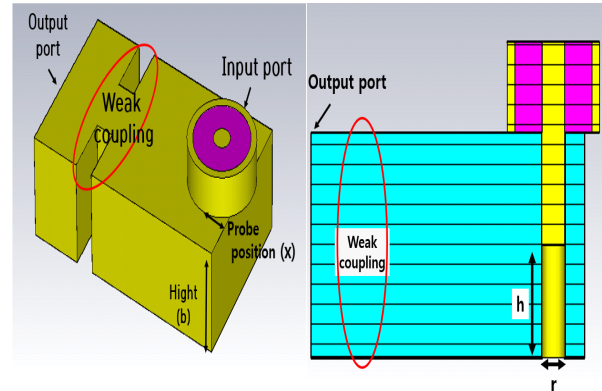 Output
port
Input port
Weak
coupling
Probe
position (x)
Hight
(b)
Output port
Weak
coupling
h
r